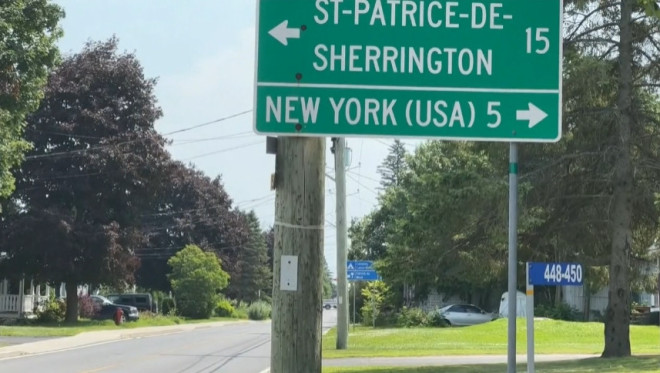 ST-PATRICE-DE-
SHERRINGTON 15
NEW YORK (USA) 5
448-450